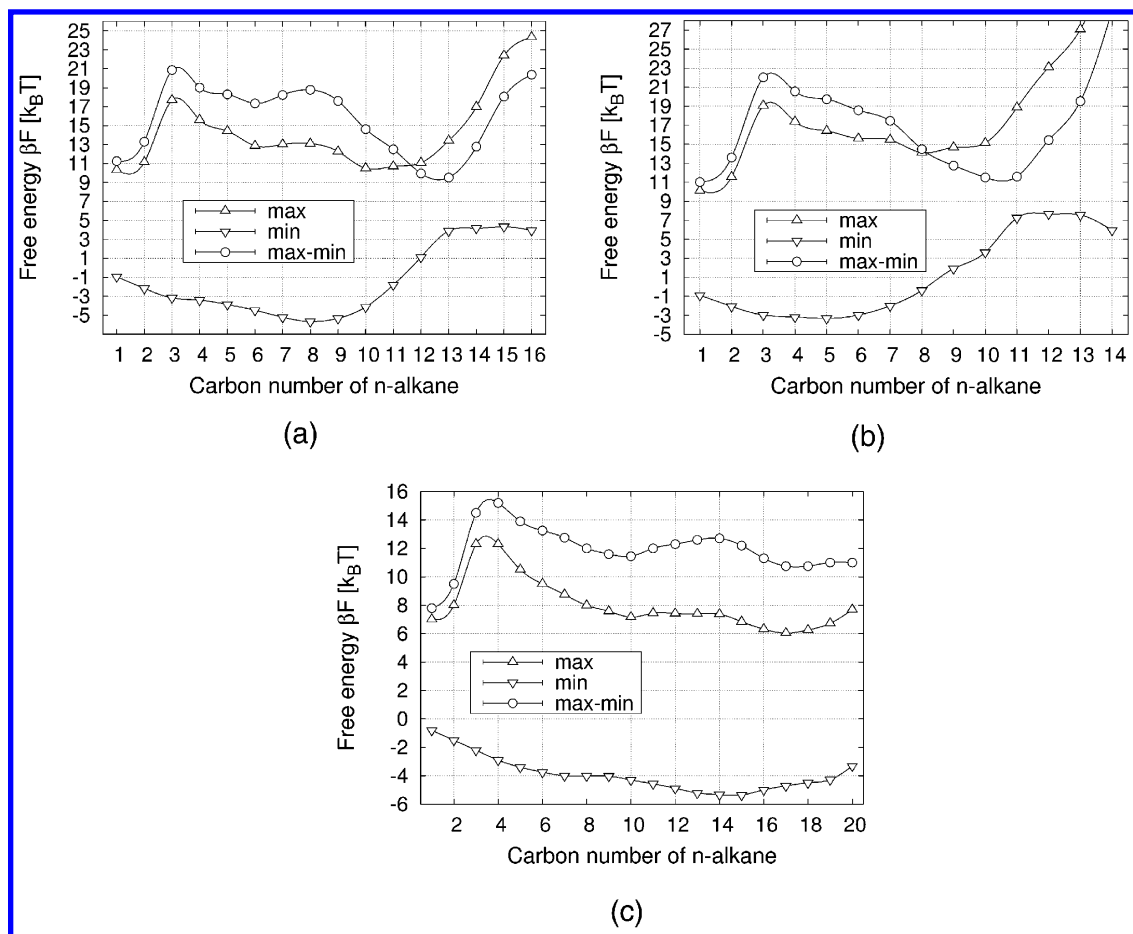 Free energy βF [kBT]
25
23
21
19
17
15
13
11
9
7
5
3
1
-1
-3
-5
max
min
max-min
1 2 3 4 5 6 7 8 9 10 11 12 13 14 15 16
Carbon number of n-alkane
(a)
Free energy βF [kBT]
27
25
23
21
19
17
15
13
11
9
7
5
3
1
-1
-3
-5
max
min
max-min
1 2 3 4 5 6 7 8 9 10 11 12 13 14
Carbon number of n-alkane
(b)
Free energy βF [kBT]
16
14
12
10
8
6
4
2
0
-2
-4
-6
max
min
max-min
2 4 6 8 10 12 14 16 18 20
Carbon number of n-alkane
(c)